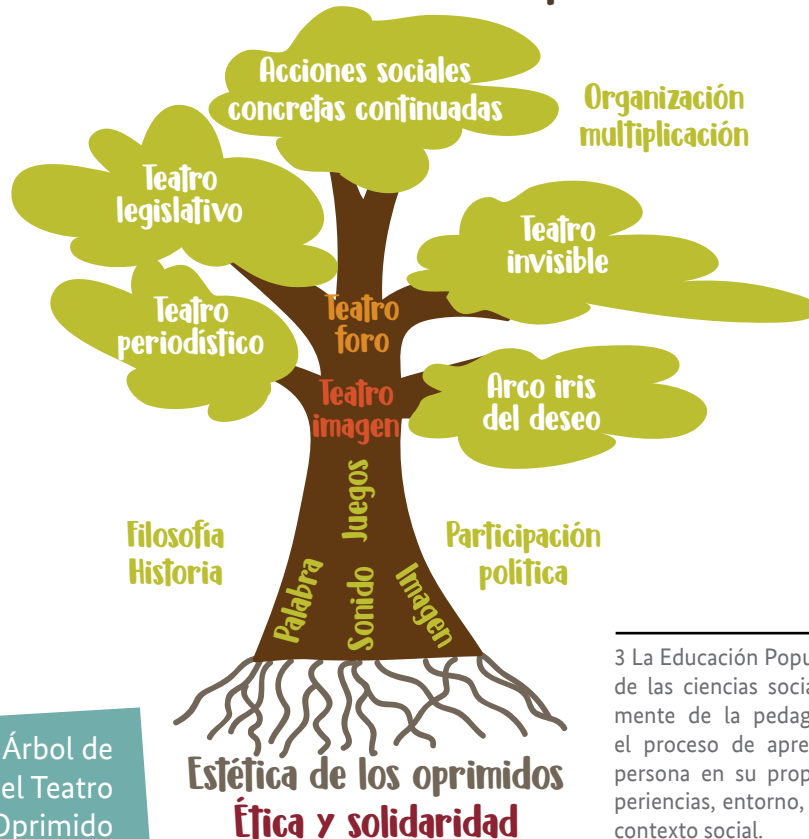 Acciones sociales
concretas continuadas
Organización
multiplicación
Teatro
legislativo
Teatro
invisible
Teatro
periodístico
Teatro
foro
Arco iris
del deseo
Teatro
imagen
Juegos
Filosofía
Historia
Participación
política
Palabra
Sonido
Imagen
Estética de los oprimidos
Ética y solidaridad
Árbol de
el Teatro
Oprimido
3 La Educación Popu
de las ciencias socia
mente de la pedag
el proceso de apre
persona en su prop
periencias, entorno,
contexto social.